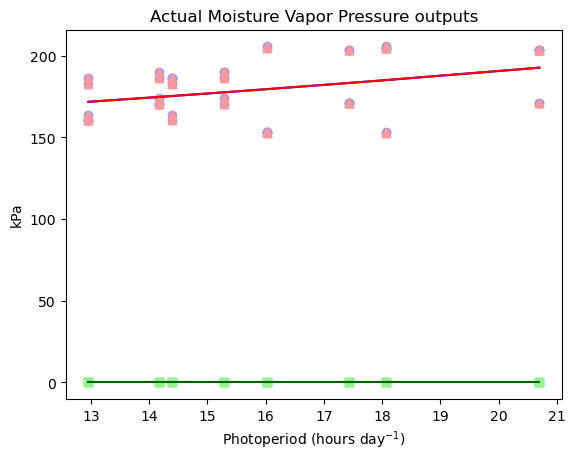 Actual Moisture Vapor Pressure outputs
200
150
100
50
0
kPa
13 14 15 16 17 18 19 20 21
Photoperiod (hours day⁻¹)